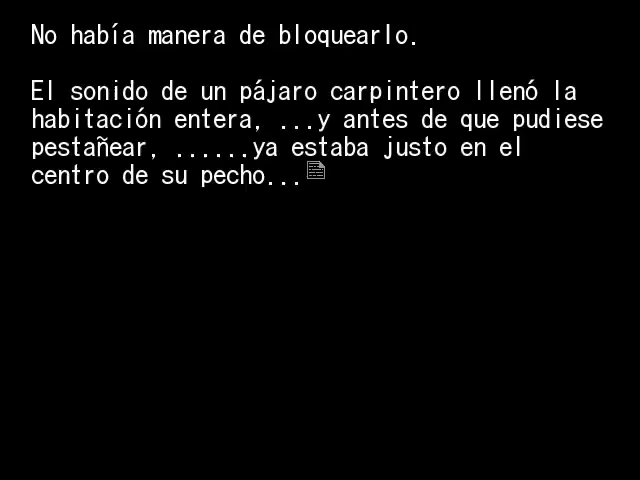 No había manera de bloquearlo.
El sonido de un pájaro carpintero llenó la
habitación entera, ...y antes de que pudiese
pestañear, ......ya estaba justo en el
centro de su pecho...